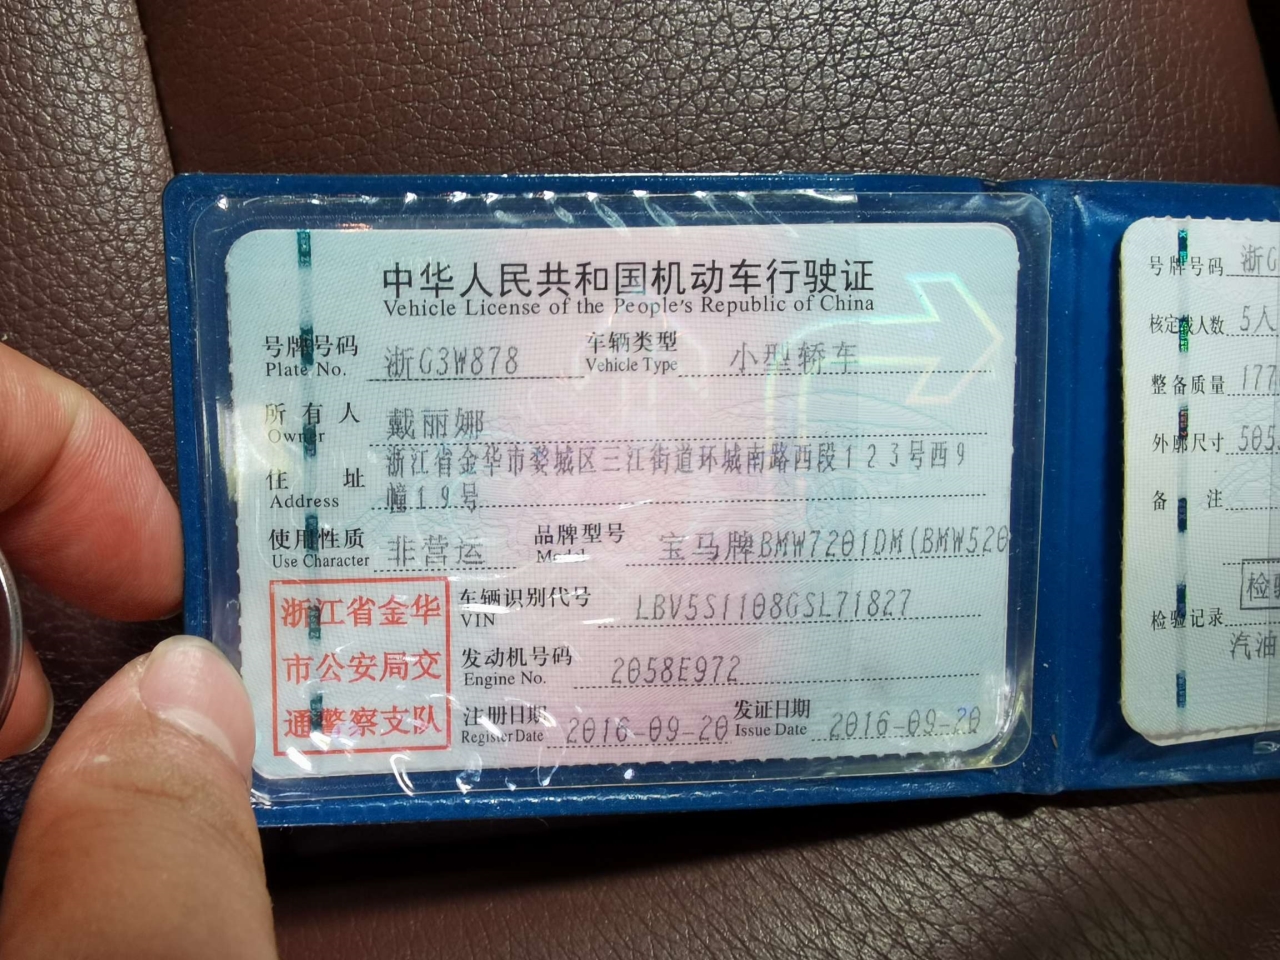 中华人民共和国机动车行驶证
Vehicle License of the People's Republic of China
号牌号码 浙G3W878 车辆类型 小型轿车
Plate No. Vehicle Type
所有人 戴丽娜
Owner
住址 浙江省金华市婺城区三江街道环城南路西段123号西9
Address 幢19号
使用性质 非营运 品牌型号 宝马牌BMW7201DM(BMW520
Use Character Model
浙江省金华
市公安局交
通警察支队
车辆识别代号 LBV5S1108GSL71827
VIN
发动机号码 2058E972
Engine No.
注册日期 2016-09-20 发证日期 2016-09-20
Register Date Issue Date
号牌号码 浙G
核定载人数 5人
整备质量 177
外廓尺寸 505
备注
检验记录
汽油